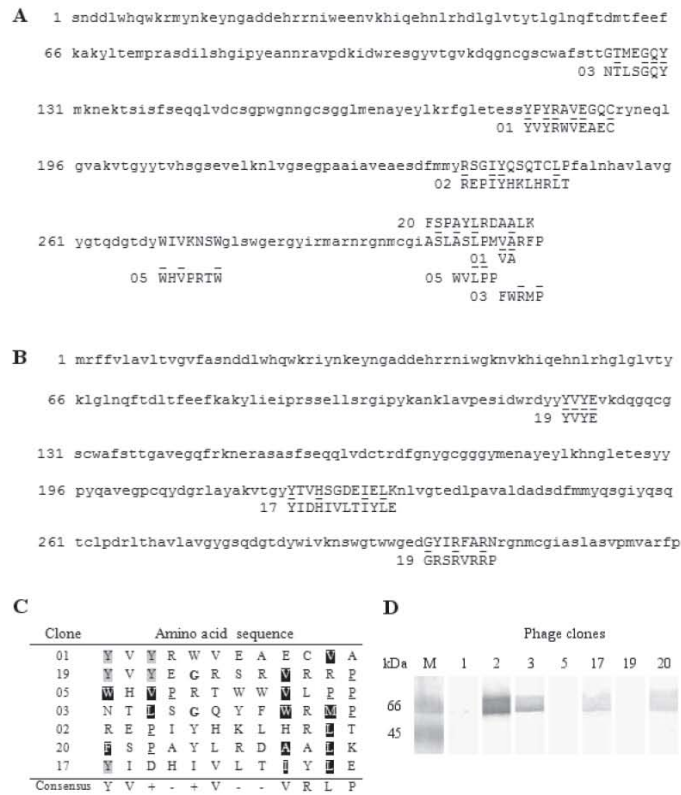 A
1 snddlwhqwkrmynkeyngaddehrrniweenvkhiqehnlrhdlglvtytlglnqftdmtfeef
66 kakyltemprasdilshgipyeannravpdkidwresgyvtgvkdqgncgscwafsttGTMEGQY
03 NTLSGQY
131 mknektsisfseqqlvdcsgpwgnngcsgglmenayeylkrfgletessYPYRAVEGQCryneql
01 YVYRWVEAEC
196 gvakvtgyytvhsgsevelknlvgsegpaaiaveaesdfmmyRSGIYQSQTCLPfalnhavlavg
02 REPIYHKLHRLT
20 FSPAYLRDAALK
261 ygtqdgtdyWIVKNSWglswgergyirmarnrgnmcgiASLASLPMVARFP
01 VA
05 WHVPRTW 05 WVLPP
03 FWRMP
B
1 mrffvlavltvgvfasnddlwhqwkriynkeyngaddehrrniwgknvkhiqehnlrhglglvty
66 klglnqftdltfeefkakylieiprssellsrgipykanklavpesidwrdyyYVYEvkdqgqcg
19 YVYE
131 scwafsttgavegqfrknerasasfseqqlvdctrdfgnygcgggymenayeylkhngletesyy
196 pyqavegpcqydgrlayakvtgyYTVHSGDEIELKnlvgtedlpavaldadsdfmmyqsgiyqsq
17 YIDHIVLTIYLE
261 tclpdrlthavlavgygsqdgtdywivknswgtwwgedGYIRFARNrgnmcgiaslasvpmvarfp
19 GRSRVRRP
C
Clone Amino acid sequence
01 Y V Y R W V E A E C V A
19 Y V Y E G R S R V R R P
05 W H V P R T W W V L P P
03 N T L S G Q Y F W R M P
02 R E P I Y H K L H R L T
20 F S P A Y L R D A A L K
17 Y I D H I V L T I Y L E
Consensus Y V + - + V - - V R L P
D
Phage clones
kDa M 1 2 3 5 17 19 20
66
45